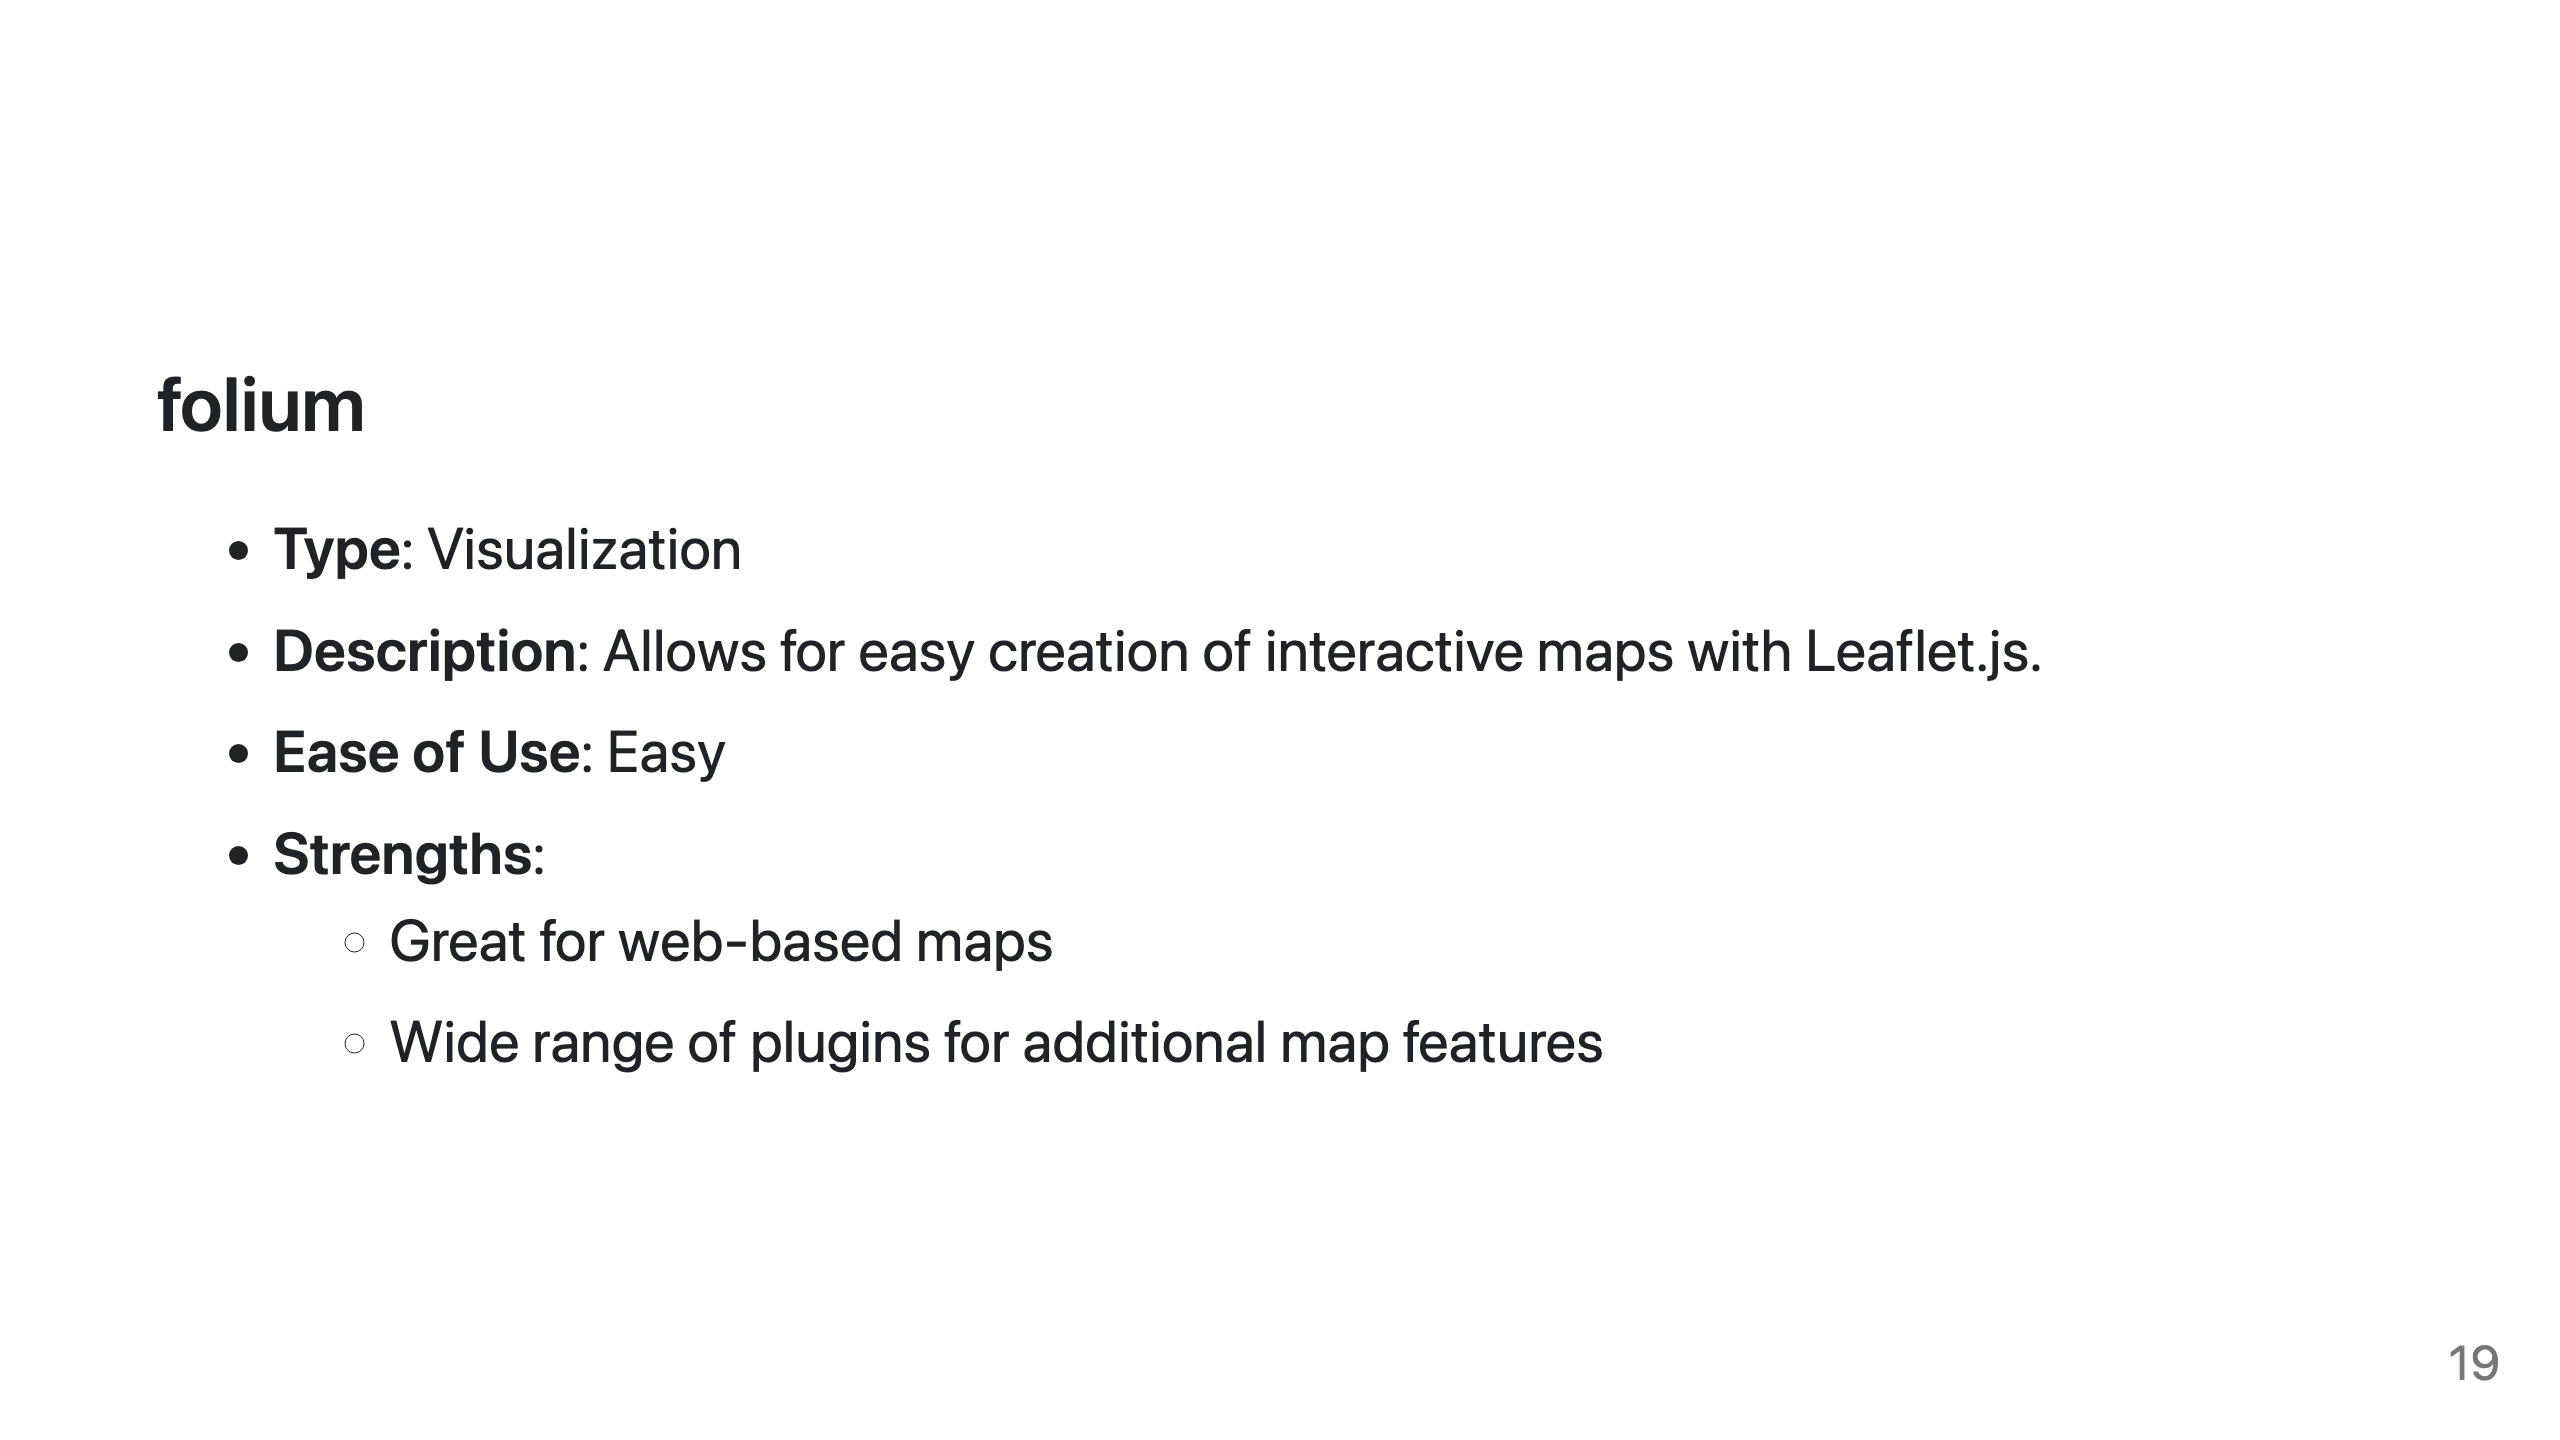 folium
Type: Visualization
Description: Allows for easy creation of interactive maps with Leaflet.js.
Ease of Use: Easy
Strengths:
Great for web-based maps
Wide range of plugins for additional map features
19